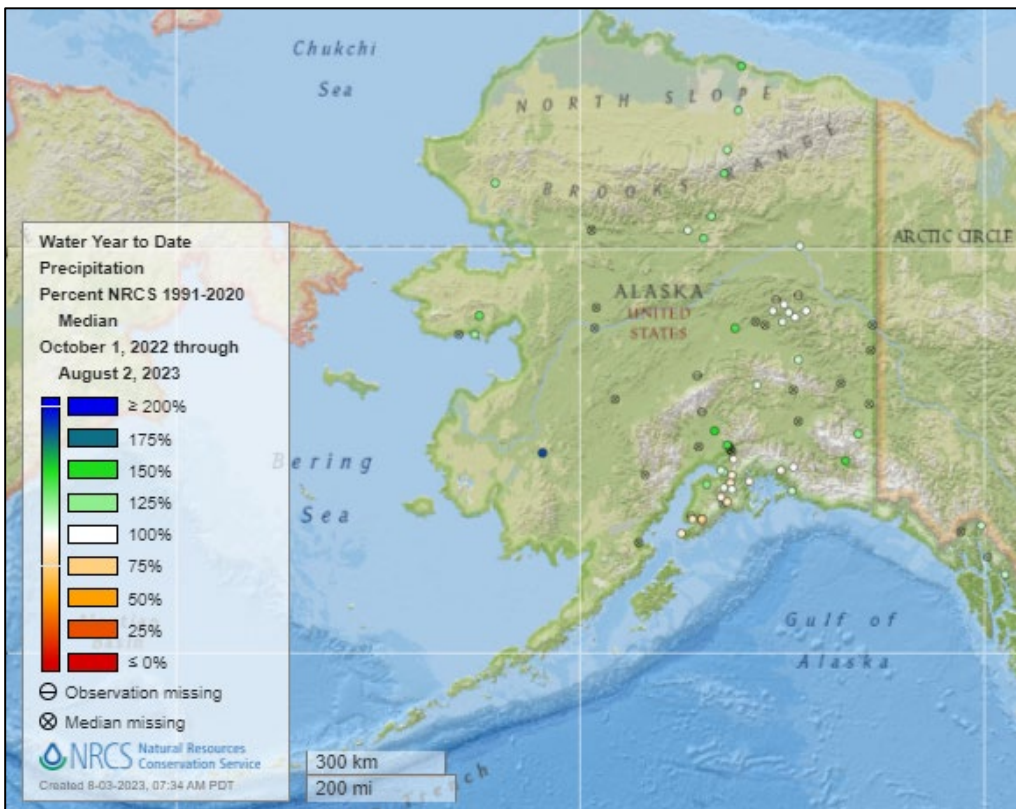 Chukchi
Sea
NORTH SLOPE
BROOKS RANGE
ARCTIC CIRCLE
ALASKA
UNITED
STATES
Bering
Sea
Gulf of
Alaska
Trench
Water Year to Date
Precipitation
Percent NRCS 1991-2020
Median
October 1, 2022 through
August 2, 2023
≥ 200%
175%
150%
125%
100%
75%
50%
25%
≤ 0%
Observation missing
Median missing
NRCS Natural Resources
Conservation Service
Created 8-03-2023, 07:34 AM PDT
300 km
200 mi